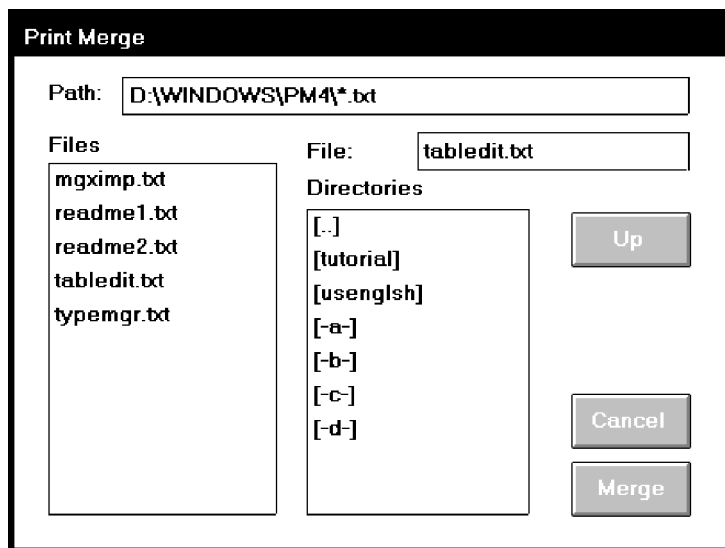 Print Merge
Path: D:\WINDOWS\PM4\*.txt
Files
mgximp.txt
readme1.txt
readme2.txt
tabledit.txt
typemgr.txt
File: tabledit.txt
Directories
[..]
[tutorial]
[usenglsh]
[-a-]
[-b-]
[-c-]
[-d-]
Up
Cancel
Merge